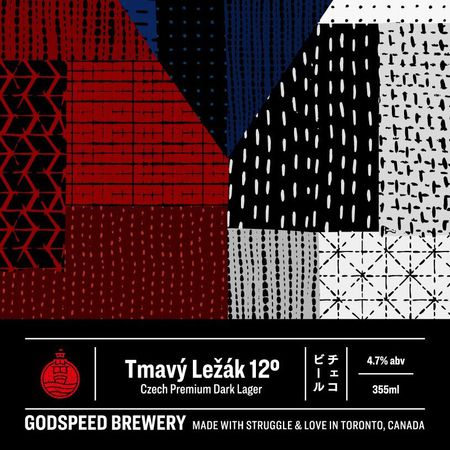 Tmavý Ležák 12º
Czech Premium Dark Lager
チェコ
ビール
4.7% abv
355ml
GODSPEED BREWERY MADE WITH STRUGGLE & LOVE IN TORONTO, CANADA